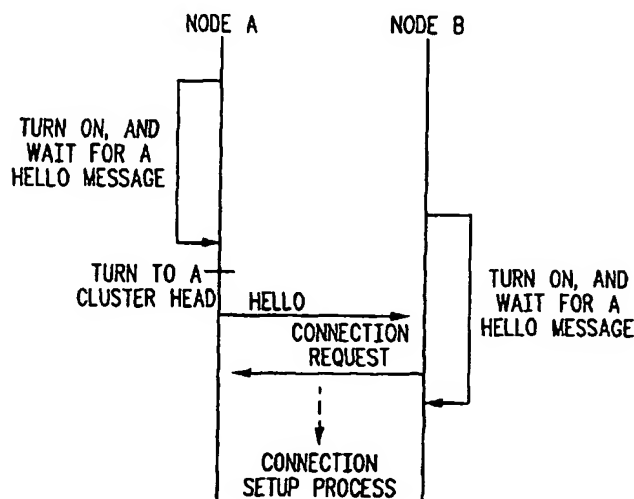 NODE A
NODE B
TURN ON, AND
WAIT FOR A
HELLO MESSAGE
TURN TO A
CLUSTER HEAD
HELLO
CONNECTION
REQUEST
TURN ON, AND
WAIT FOR A
HELLO MESSAGE
CONNECTION
SETUP PROCESS